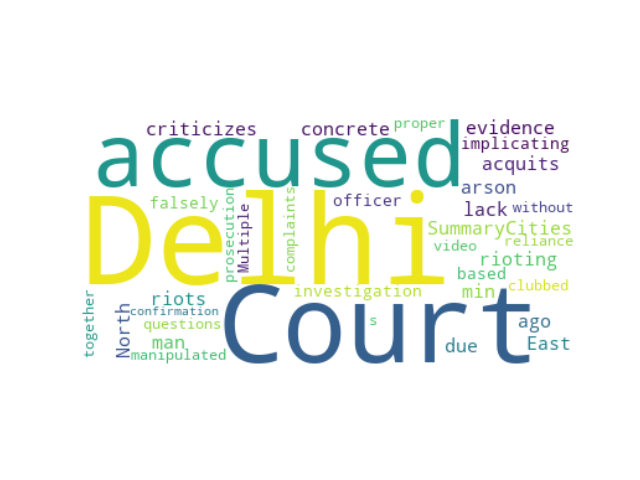 criticizes concrete proper evidence
accused implicating
acquits
arson
falsely officer lack without
Delhi
prosecution Multiple complaints
SummaryCities
video reliance
rioting
based
investigation min clubbed
together North riots
confirmation
Court
s ago
questions
man due East
manipulated